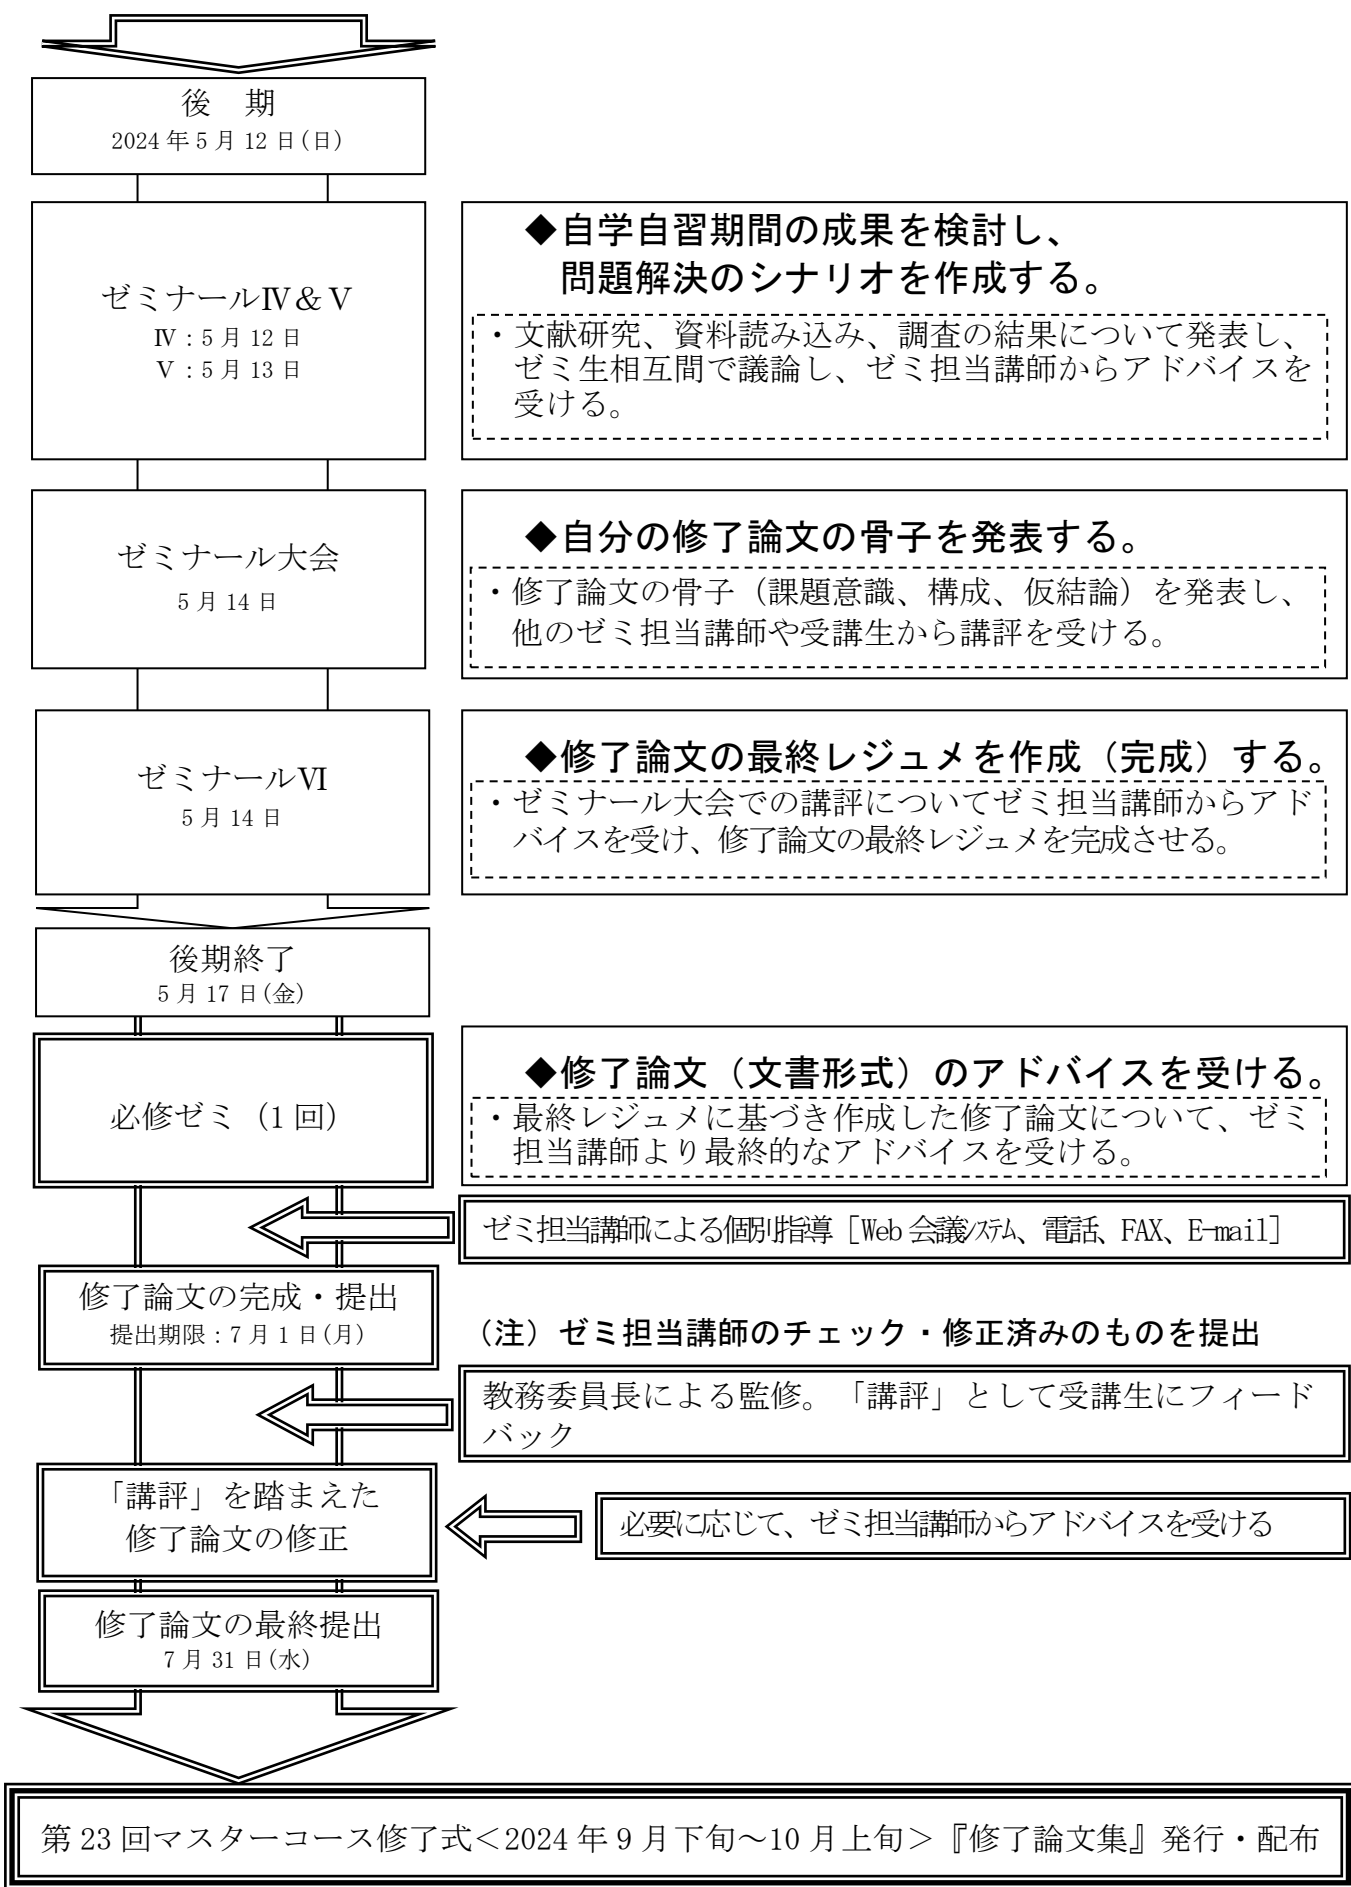 後　期
2024年5月12日(日)
ゼミナールⅣ＆Ⅴ
Ⅳ：5月12日
Ⅴ：5月13日
◆自学自習期間の成果を検討し、
問題解決のシナリオを作成する。
・文献研究、資料読み込み、調査の結果について発表し、
ゼミ生相互間で議論し、ゼミ担当講師からアドバイスを
受ける。
ゼミナール大会
5月14日
◆自分の修了論文の骨子を発表する。
・修了論文の骨子（課題意識、構成、仮結論）を発表し、
他のゼミ担当講師や受講生から講評を受ける。
ゼミナールⅥ
5月14日
◆修了論文の最終レジュメを作成（完成）する。
・ゼミナール大会での講評についてゼミ担当講師からアド
バイスを受け、修了論文の最終レジュメを完成させる。
後期終了
5月17日(金)
必修ゼミ（1回）
◆修了論文（文書形式）のアドバイスを受ける。
・最終レジュメに基づき作成した修了論文について、ゼミ
担当講師より最終的なアドバイスを受ける。
ゼミ担当講師による個別指導［Web会議システム、電話、FAX、E-mail］
修了論文の完成・提出
提出期限：7月1日(月)
（注）ゼミ担当講師のチェック・修正済みのものを提出
教務委員長による監修。「講評」として受講生にフィード
バック
「講評」を踏まえた
修了論文の修正
必要に応じて、ゼミ担当講師からアドバイスを受ける
修了論文の最終提出
7月31日(水)
第23回マスターコース修了式＜2024年9月下旬～10月上旬＞『修了論文集』発行・配布